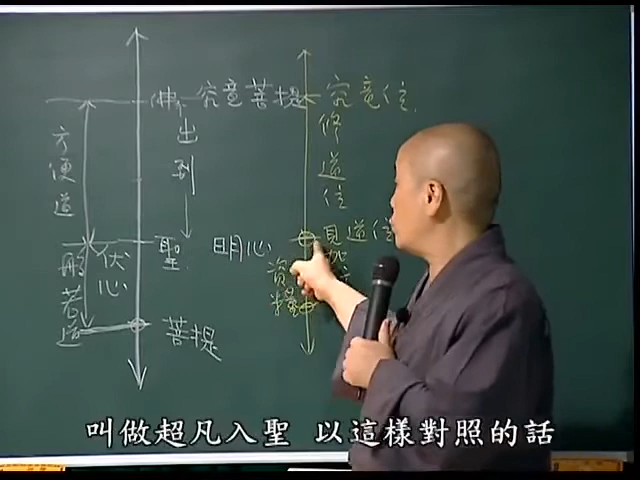 佛 究竟菩提 究竟位
方便道
出到
修道位
聖 明心 見道位
伏心
般若道
資糧
菩提
叫做超凡入聖 以這樣對照的話